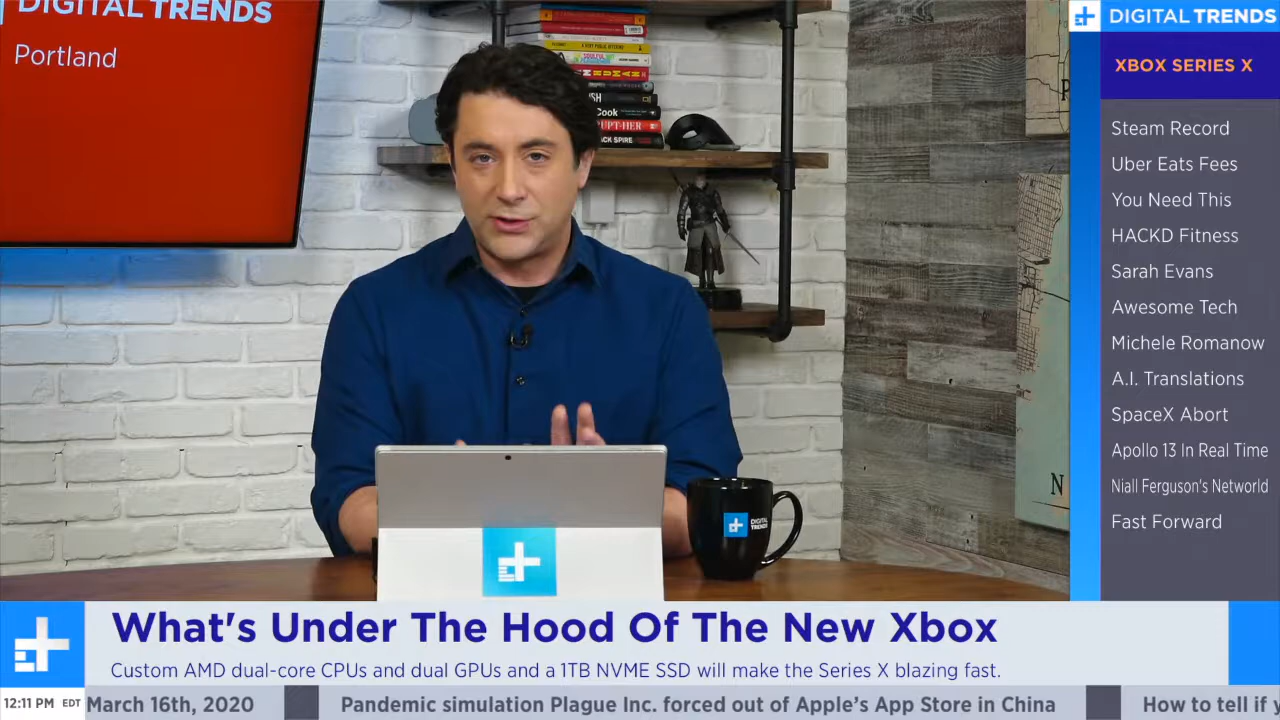 DIGITAL TRENDS
Portland
HUMAN
Cook
BACK SPIRE
DIGITAL TRENDS
XBOX SERIES X
Steam Record
Uber Eats Fees
You Need This
HACKD Fitness
Sarah Evans
Awesome Tech
Michele Romanow
A.I. Translations
SpaceX Abort
Apollo 13 In Real Time
Niall Ferguson's Networld
Fast Forward
N
DIGITAL
TRENDS
What's Under The Hood Of The New Xbox
Custom AMD dual-core CPUs and dual GPUs and a 1TB NVME SSD will make the Series X blazing fast.
12:11 PM EDT March 16th, 2020 Pandemic simulation Plague Inc. forced out of Apple's App Store in China How to tell if